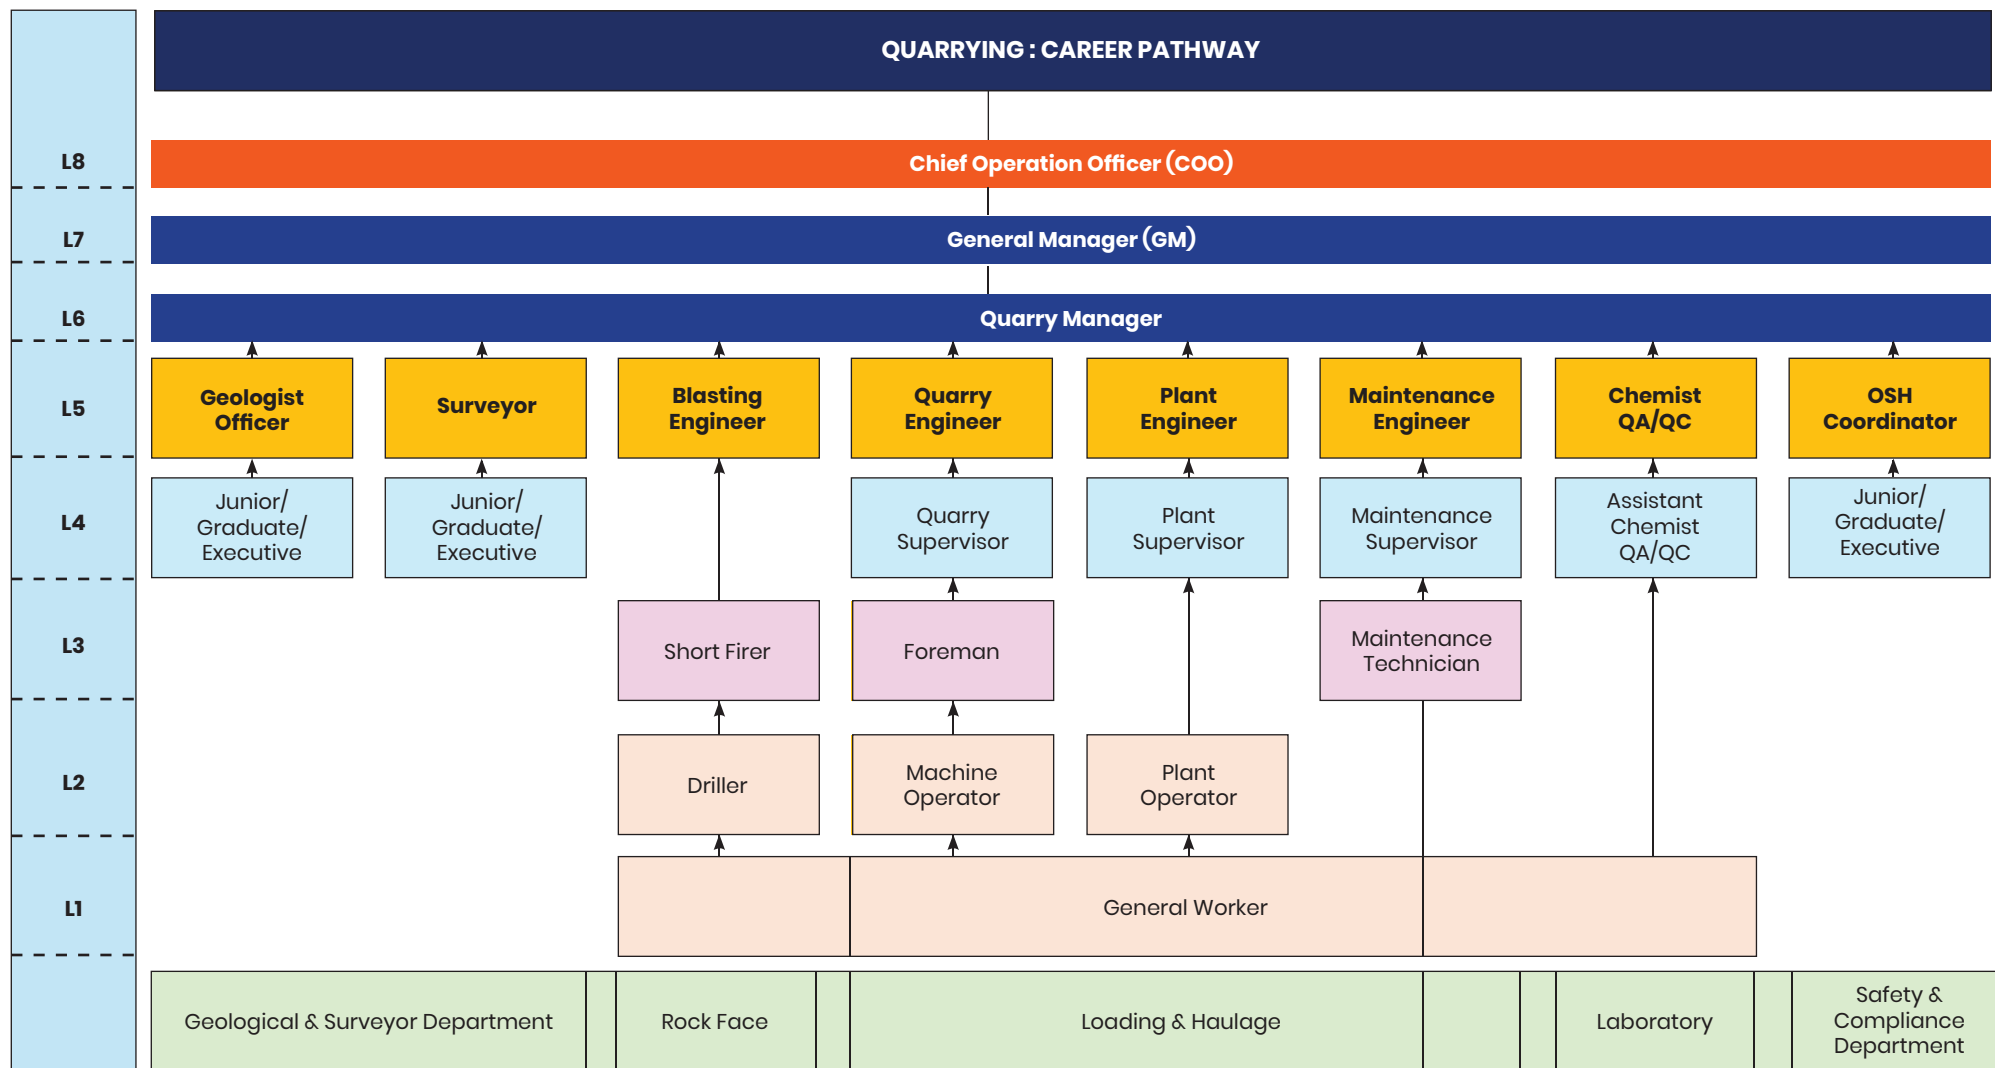 QUARRYING : CAREER PATHWAY
L8
Chief Operation Officer (COO)
L7
General Manager (GM)
L6
Quarry Manager
L5
Geologist
Officer
Surveyor
Blasting
Engineer
Quarry
Engineer
Plant
Engineer
Maintenance
Engineer
Chemist
QA/QC
OSH
Coordinator
L4
Junior/
Graduate/
Executive
Junior/
Graduate/
Executive
Quarry
Supervisor
Plant
Supervisor
Maintenance
Supervisor
Assistant
Chemist
QA/QC
Junior/
Graduate/
Executive
L3
Short Firer
Foreman
Maintenance
Technician
L2
Driller
Machine
Operator
Plant
Operator
L1
General Worker
Geological & Surveyor Department
Rock Face
Loading & Haulage
Laboratory
Safety &
Compliance
Department